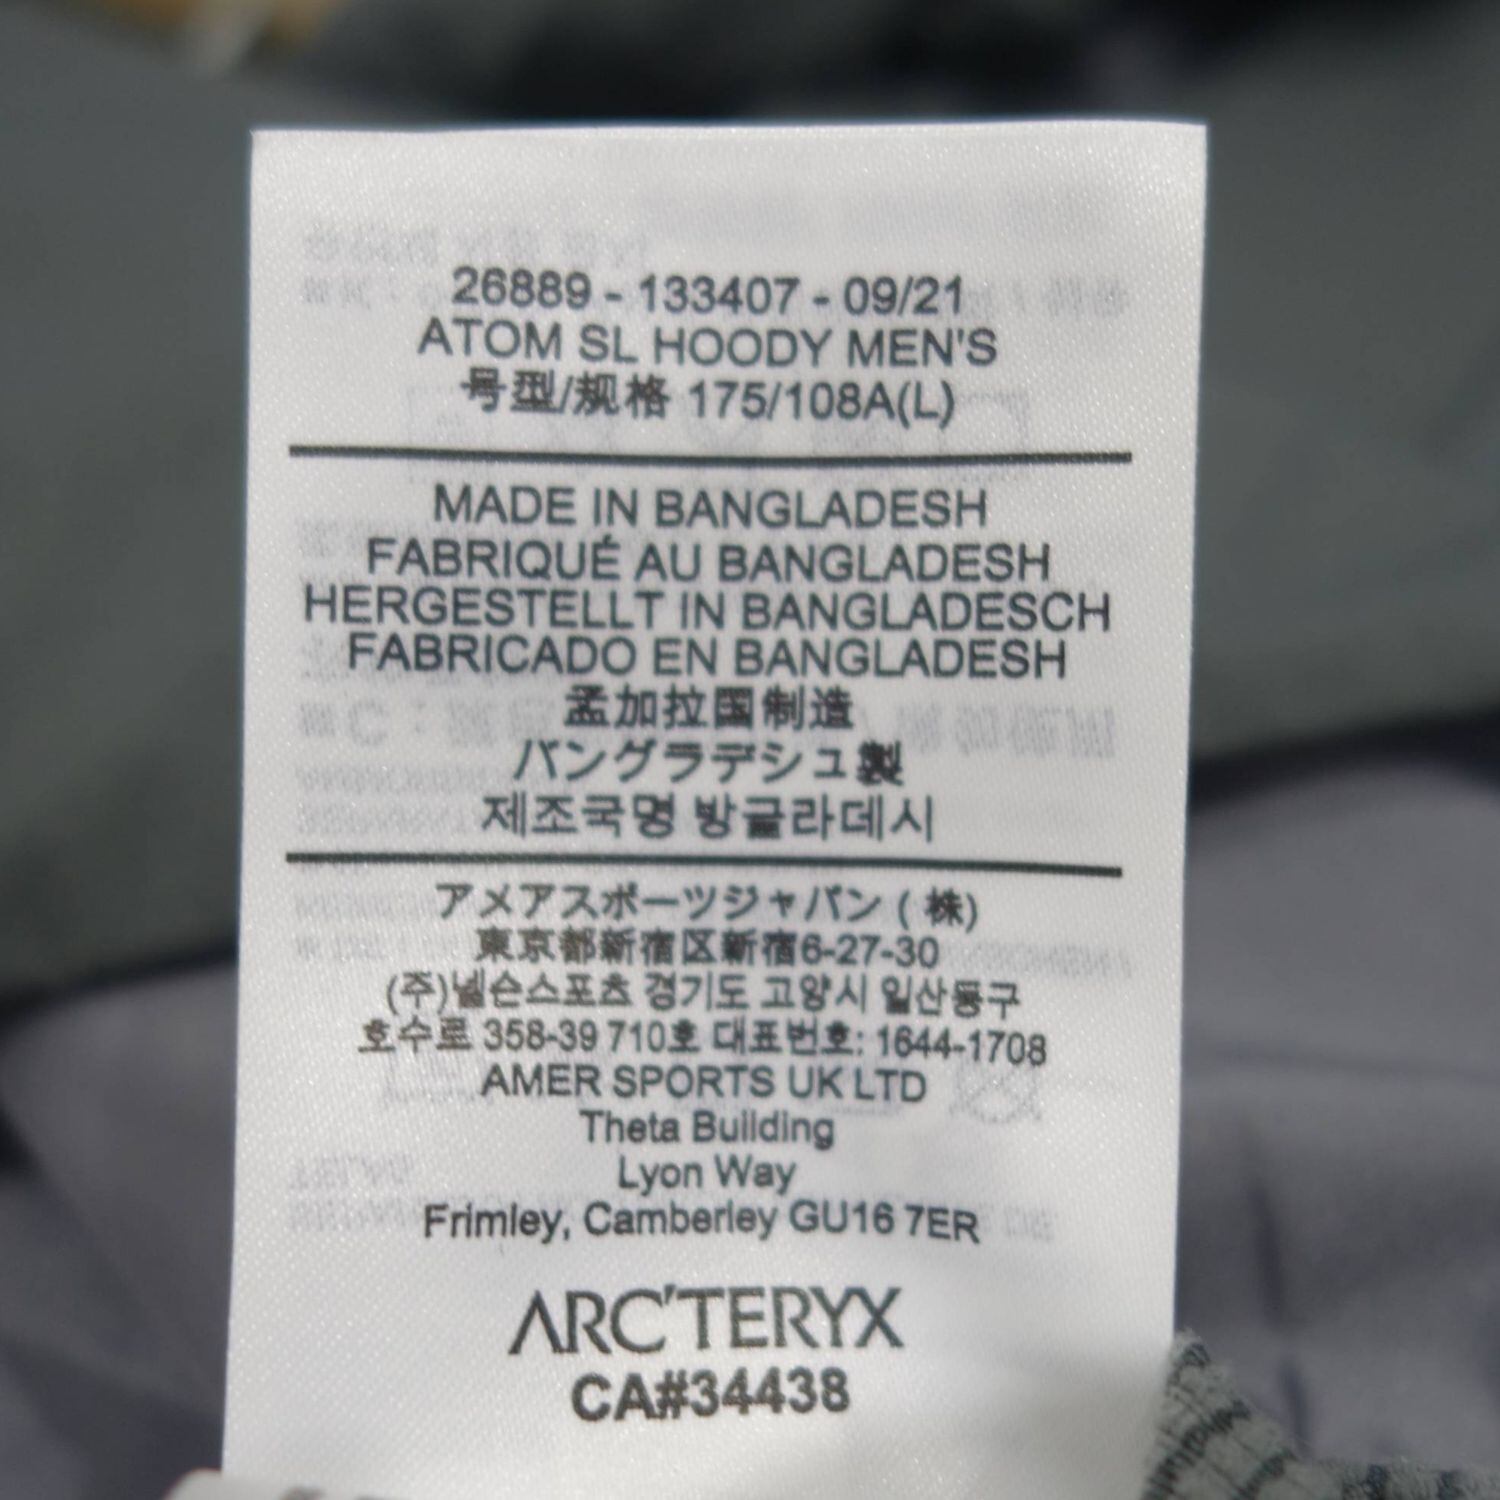 26889 - 133407 - 09/21
ATOM SL HOODY MEN'S
号型/规格 175/108A(L)
MADE IN BANGLADESH
FABRIQUÉ AU BANGLADESH
HERGESTELLT IN BANGLADESCH
FABRICADO EN BANGLADESH
孟加拉国制造
バングラデシュ製
제조국명 방글라데시
アメアスポーツジャパン ( 株)
東京都新宿区新宿6-27-30
(주)넬슨스포츠 경기도 고양시 일산동구
호수로 358-39 710호 대표번호: 1644-1708
AMER SPORTS UK LTD
Theta Building
Lyon Way
Frimley, Camberley GU16 7ER
ARC'TERYX
CA#34438